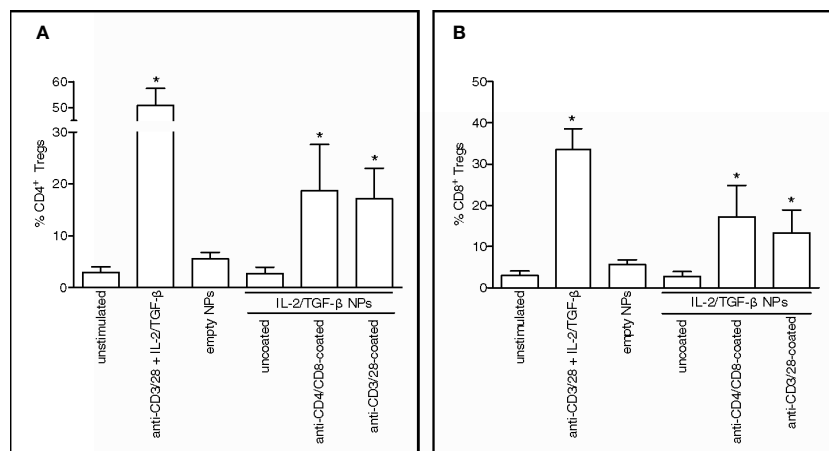 A
% CD4+ Tregs
60
50
30
20
10
0
*
*
*
unstimulated
anti-CD3/28 + IL-2/TGF-β
empty NPs
uncoated
anti-CD4/CD8-coated
anti-CD3/28-coated
IL-2/TGF-β NPs
B
% CD8+ Tregs
50
40
30
20
10
0
*
*
*
unstimulated
anti-CD3/28 + IL-2/TGF-β
empty NPs
uncoated
anti-CD4/CD8-coated
anti-CD3/28-coated
IL-2/TGF-β NPs